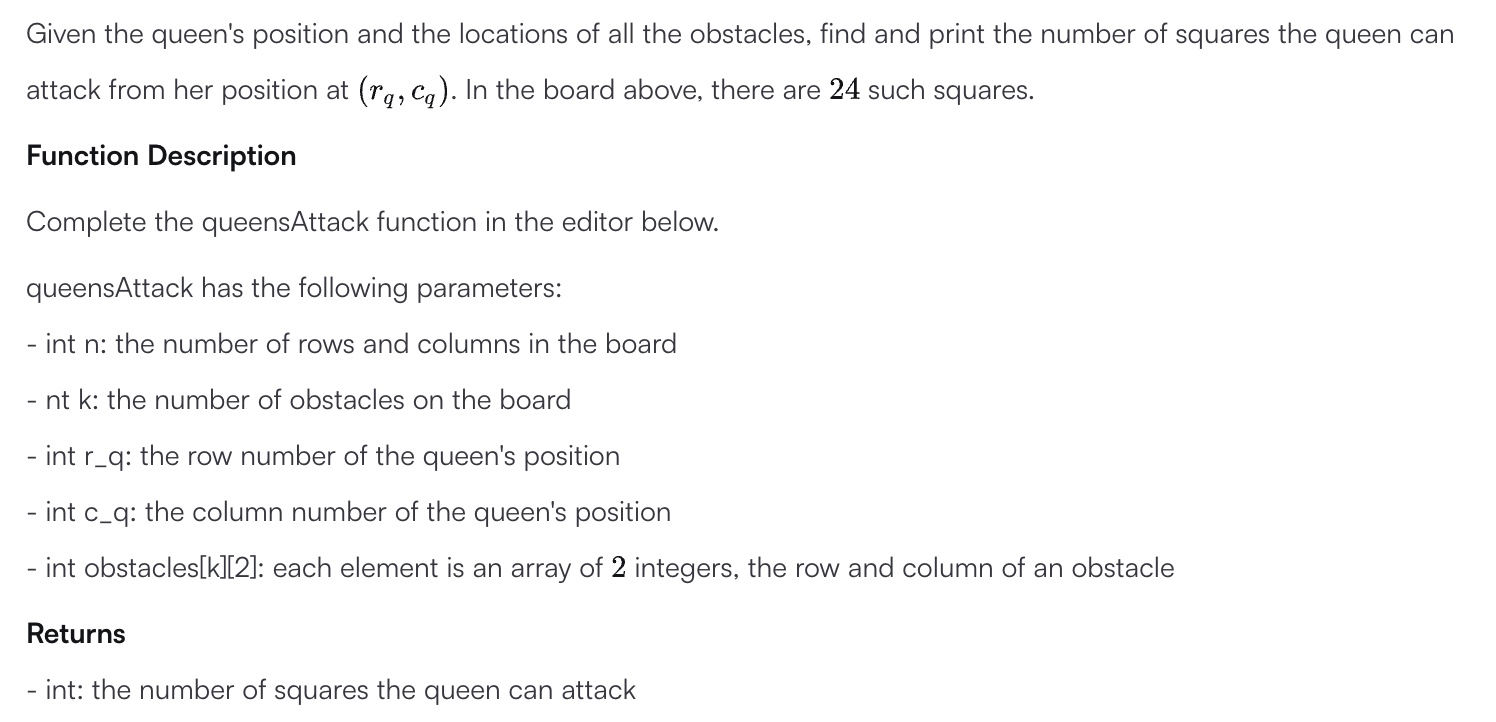 Given the queen's position and the locations of all the obstacles, find and print the number of squares the queen can
attack from her position at (r_q, c_q). In the board above, there are 24 such squares.
Function Description
Complete the queensAttack function in the editor below.
queensAttack has the following parameters:
- int n: the number of rows and columns in the board
- nt k: the number of obstacles on the board
- int r_q: the row number of the queen's position
- int c_q: the column number of the queen's position
- int obstacles[k][2]: each element is an array of 2 integers, the row and column of an obstacle
Returns
- int: the number of squares the queen can attack